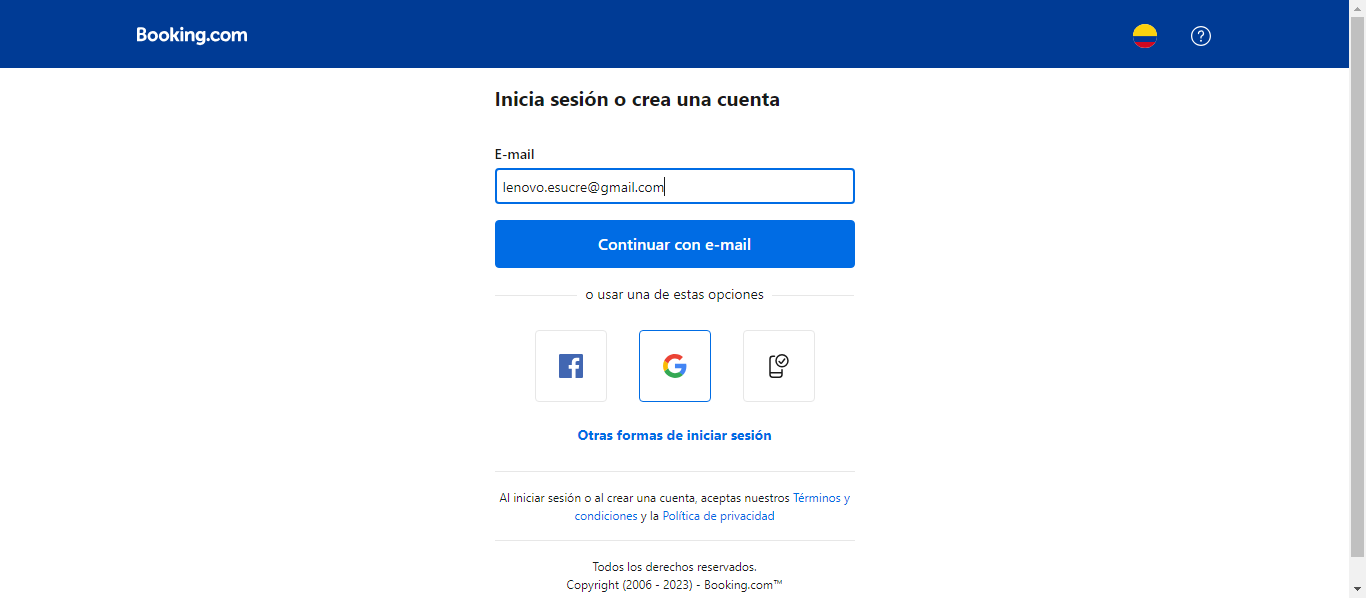 Booking.com
Inicia sesión o crea una cuenta
E-mail
lenovo.esucre@gmail.com
Continuar con e-mail
o usar una de estas opciones
Otras formas de iniciar sesión
Al iniciar sesión o al crear una cuenta, aceptas nuestros Términos y
condiciones y la Política de privacidad
Todos los derechos reservados.
Copyright (2006 - 2023) - Booking.com™